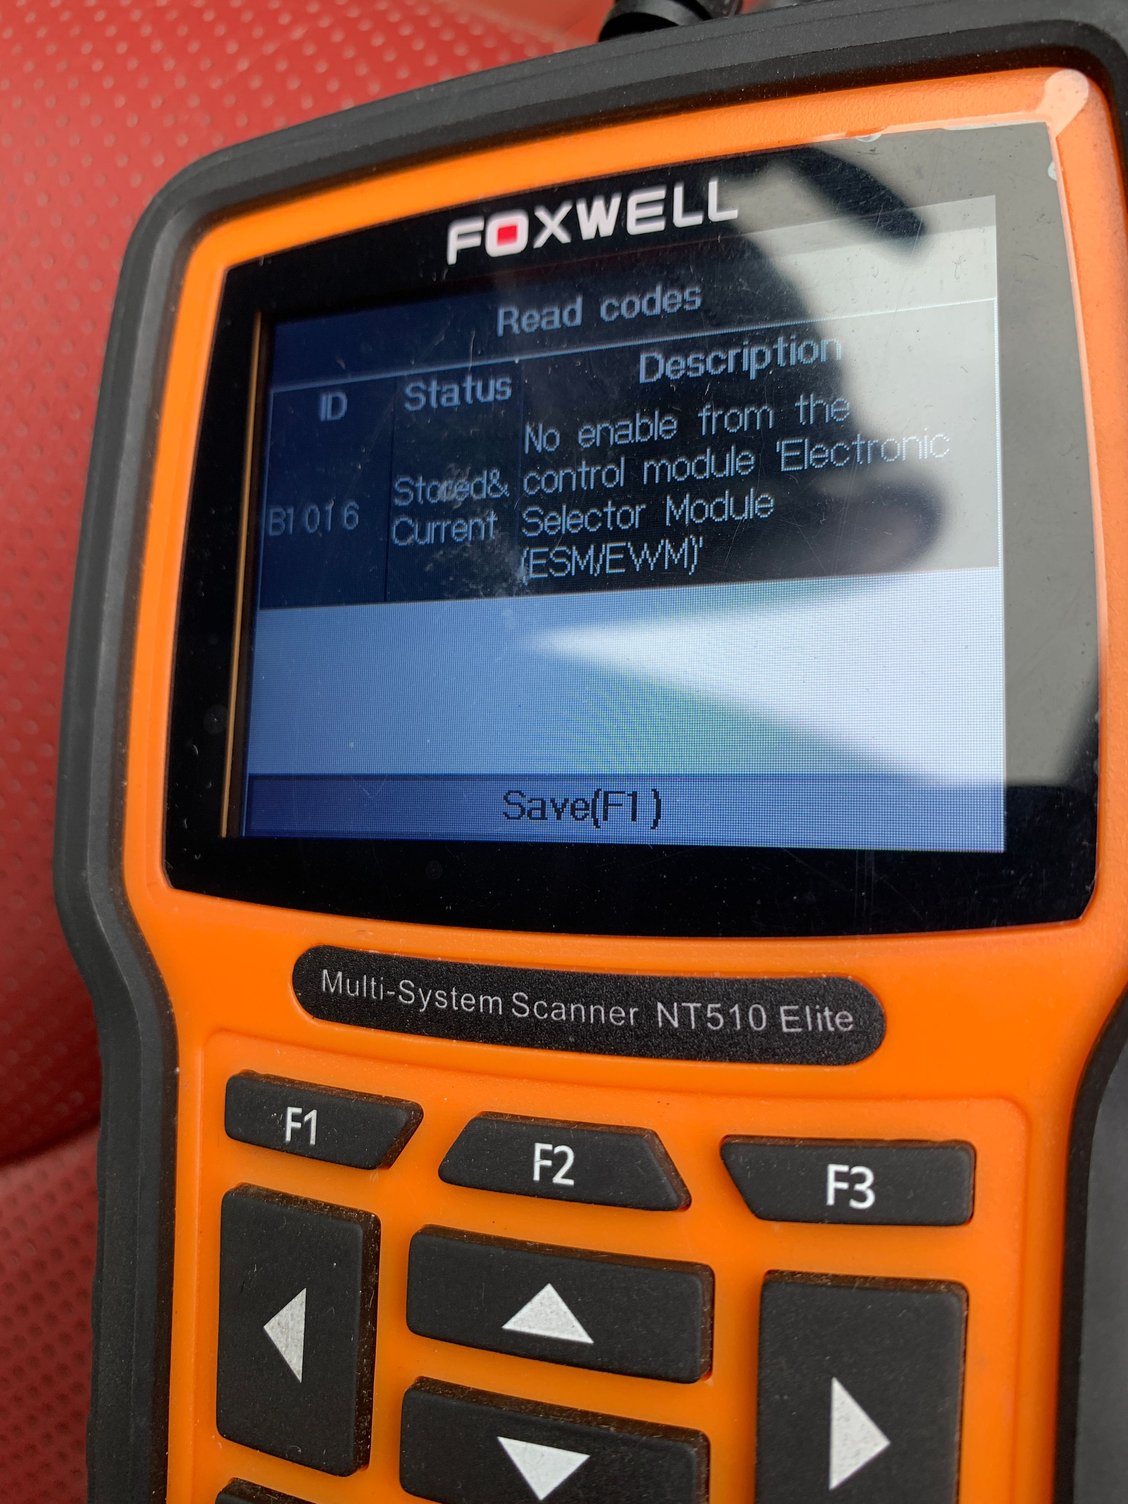 FOXWELL
Read codes
ID Status Description
B1016
Stored&
Current
No enable from the
control module 'Electronic
Selector Module
(ESM/EWM)'
Save(F1)
Multi-System Scanner NT510 Elite
F1
F2
F3